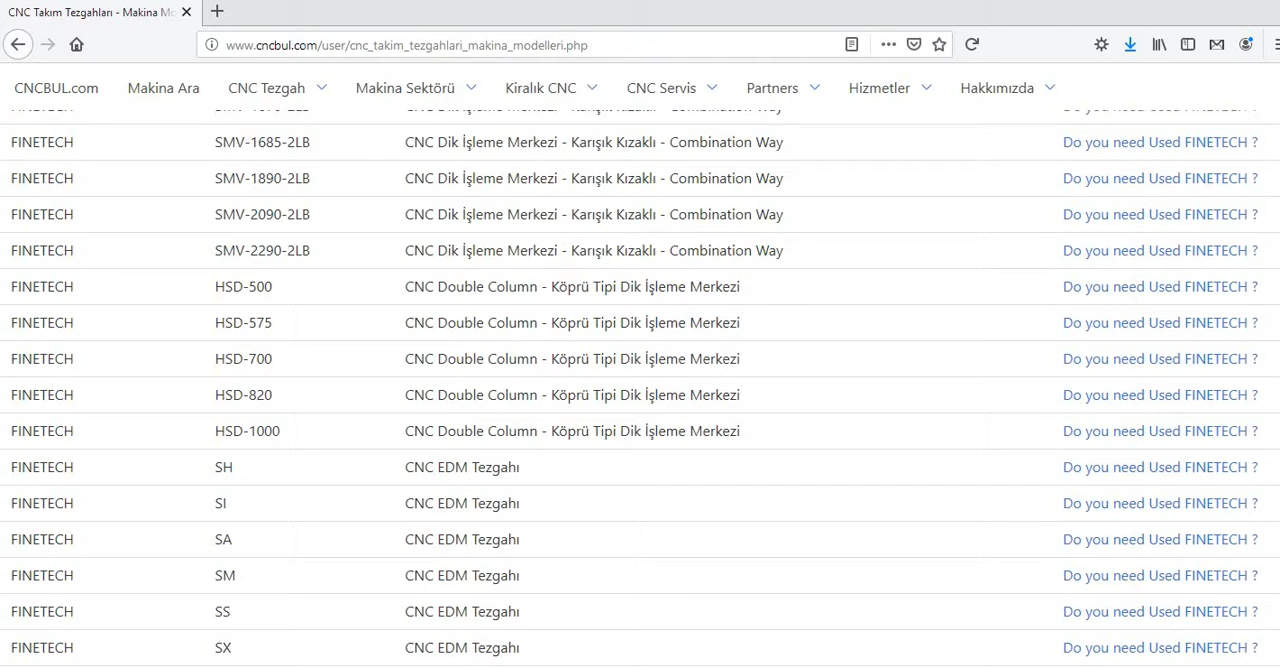 CNC Takım Tezgahları - Makina Mo
www.cncbul.com/user/cnc_takim_tezgahlari_makina_modelleri.php
CNCBUL.com Makina Ara CNC Tezgah Makina Sektörü Kiralık CNC CNC Servis Partners Hizmetler Hakkımızda
FINETECH SMV-1685-2LB CNC Dik İşleme Merkezi - Karışık Kızaklı - Combination Way Do you need Used FINETECH ?
FINETECH SMV-1890-2LB CNC Dik İşleme Merkezi - Karışık Kızaklı - Combination Way Do you need Used FINETECH ?
FINETECH SMV-2090-2LB CNC Dik İşleme Merkezi - Karışık Kızaklı - Combination Way Do you need Used FINETECH ?
FINETECH SMV-2290-2LB CNC Dik İşleme Merkezi - Karışık Kızaklı - Combination Way Do you need Used FINETECH ?
FINETECH HSD-500 CNC Double Column - Köprü Tipi Dik İşleme Merkezi Do you need Used FINETECH ?
FINETECH HSD-575 CNC Double Column - Köprü Tipi Dik İşleme Merkezi Do you need Used FINETECH ?
FINETECH HSD-700 CNC Double Column - Köprü Tipi Dik İşleme Merkezi Do you need Used FINETECH ?
FINETECH HSD-820 CNC Double Column - Köprü Tipi Dik İşleme Merkezi Do you need Used FINETECH ?
FINETECH HSD-1000 CNC Double Column - Köprü Tipi Dik İşleme Merkezi Do you need Used FINETECH ?
FINETECH SH CNC EDM Tezgahı Do you need Used FINETECH ?
FINETECH SI CNC EDM Tezgahı Do you need Used FINETECH ?
FINETECH SA CNC EDM Tezgahı Do you need Used FINETECH ?
FINETECH SM CNC EDM Tezgahı Do you need Used FINETECH ?
FINETECH SS CNC EDM Tezgahı Do you need Used FINETECH ?
FINETECH SX CNC EDM Tezgahı Do you need Used FINETECH ?